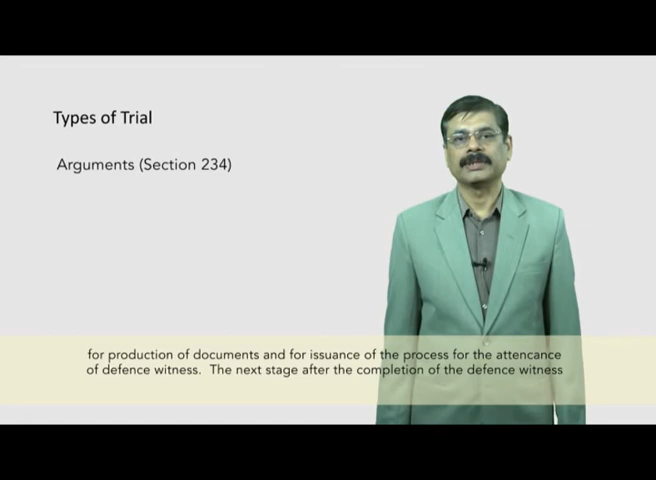 Types of Trial
Arguments (Section 234)
for production of documents and for issuance of the process for the attencance
of defence witness.  The next stage after the completion of the defence witness